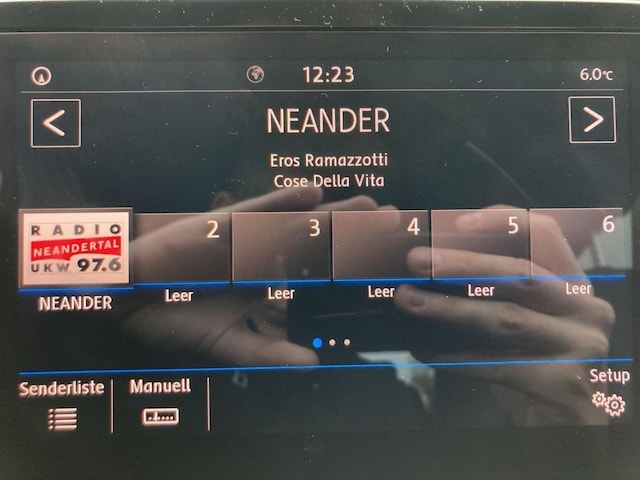 12:23
6.0°C
NEANDER
Eros Ramazzotti
Cose Della Vita
RADIO
NEANDERTAL
UKW 97.6
2
3
4
5
6
NEANDER
Leer
Leer
Leer
Leer
Leer
Senderliste
Manuell
Setup